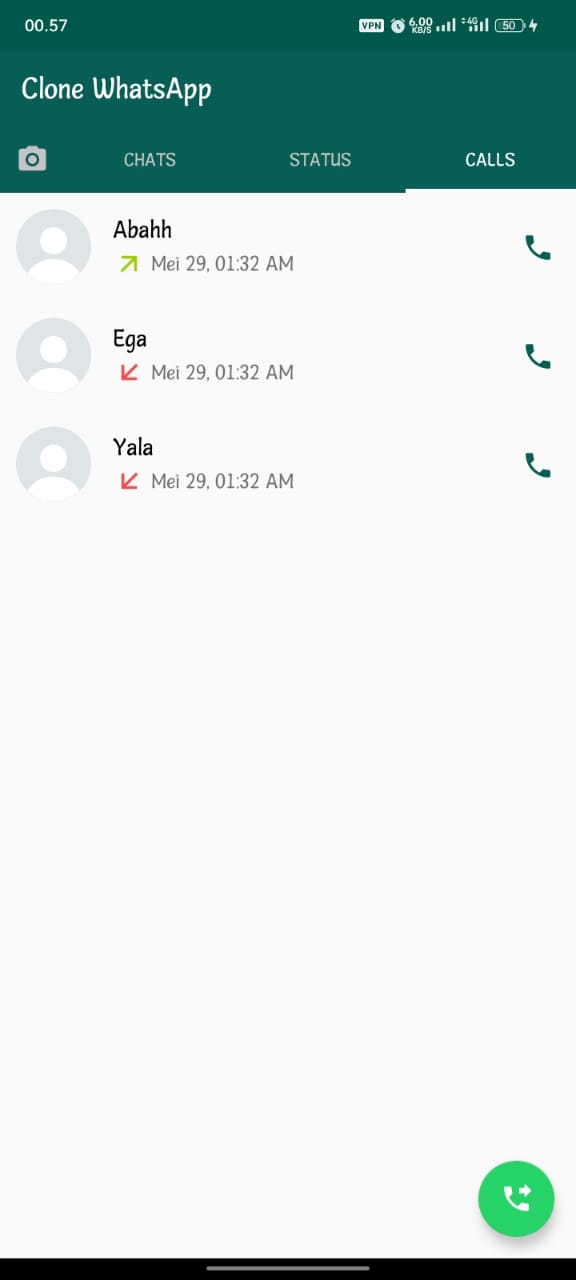 00.57
VPN 6.00 KB/S 4G 50
Clone WhatsApp
CHATS STATUS CALLS
Abahh
Mei 29, 01:32 AM
Ega
Mei 29, 01:32 AM
Yala
Mei 29, 01:32 AM